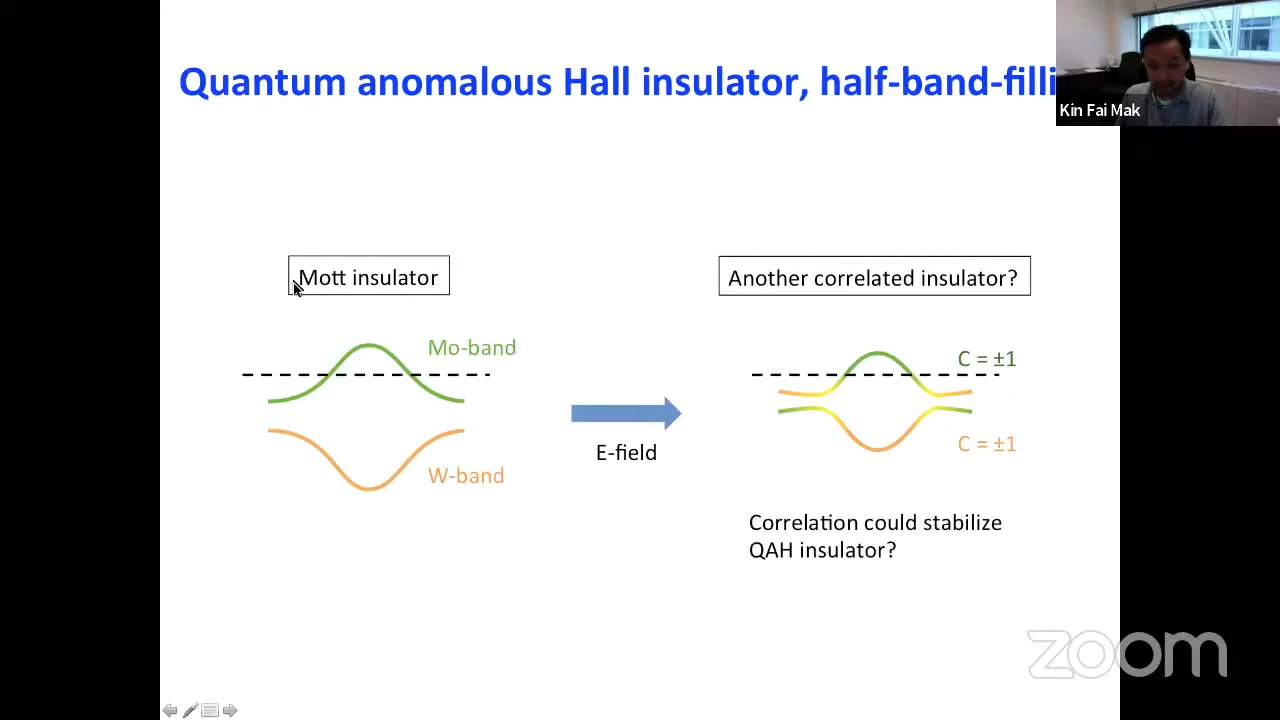 Quantum anomalous Hall insulator, half-band-filli
Kin Fai Mak
Mott insulator
Another correlated insulator?
Mo-band
C = ±1
E-field
C = ±1
W-band
Correlation could stabilize
QAH insulator?
zoom